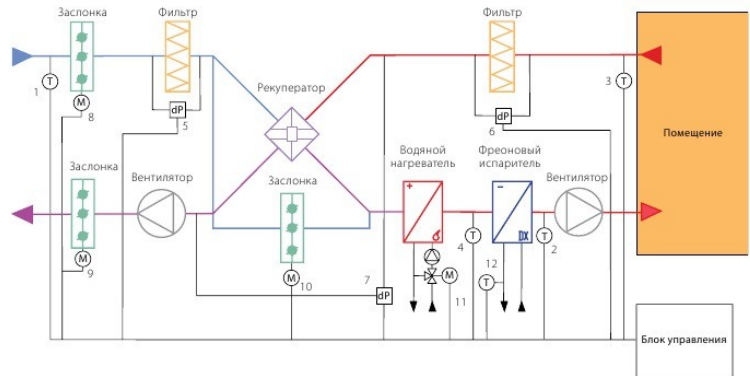 Заслонка
Фильтр
Фильтр
T
1
M
8
dP
5
Рекуператор
dP
6
3
T
Помещение
Заслонка
Вентилятор
Заслонка
Водяной
нагреватель
Фреоновый
испаритель
Вентилятор
+
-
DX
M
9
M
10
7
dP
4
T
M
11
12
T
T
2
Блок управления